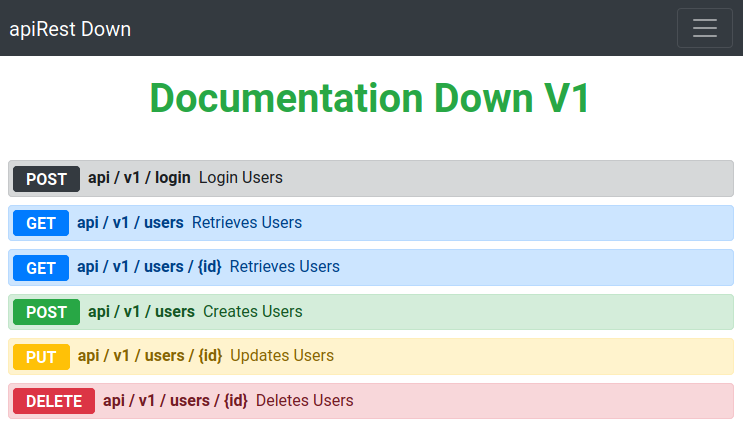 apiRest Down
Documentation Down V1
POST api / v1 / login Login Users
GET api / v1 / users Retrieves Users
GET api / v1 / users / {id} Retrieves Users
POST api / v1 / users Creates Users
PUT api / v1 / users / {id} Updates Users
DELETE api / v1 / users / {id} Deletes Users